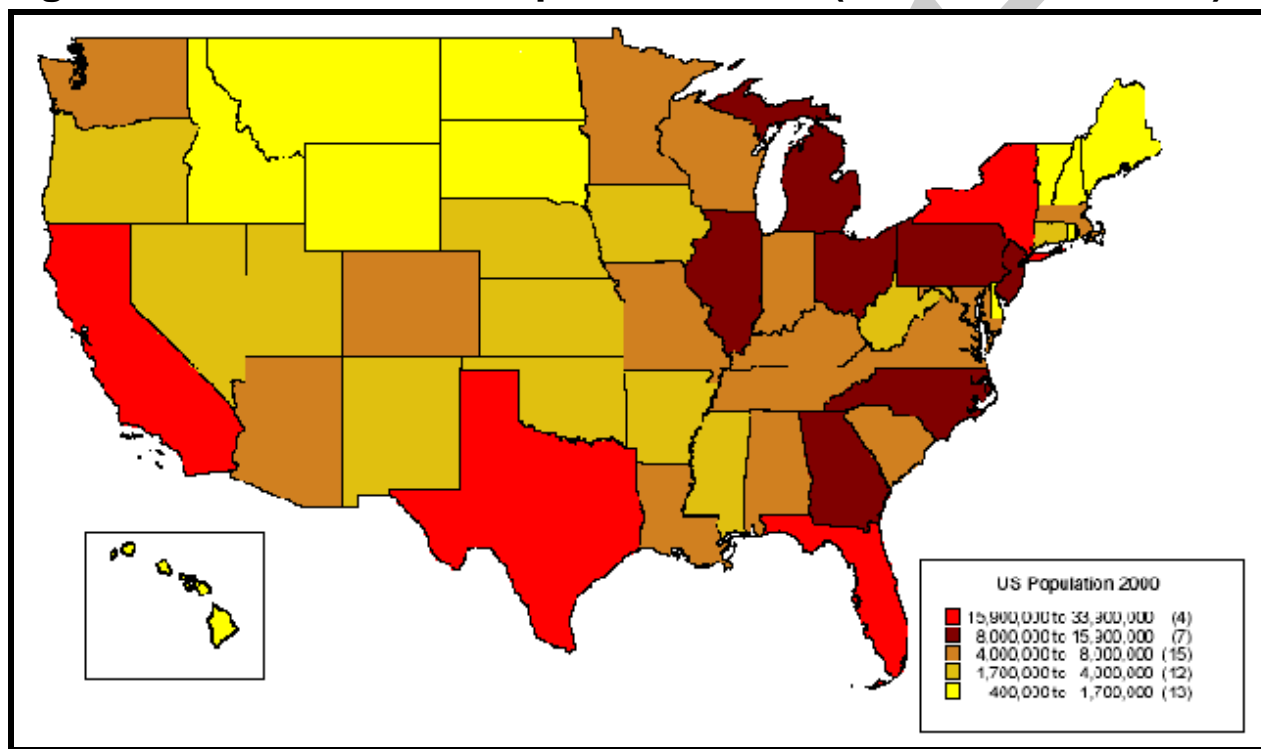 US Population 2000
15,900,000 to 33,900,000 (4)
8,000,000 to 15,900,000 (7)
4,000,000 to 8,000,000 (15)
1,700,000 to 4,000,000 (12)
400,000 to 1,700,000 (13)